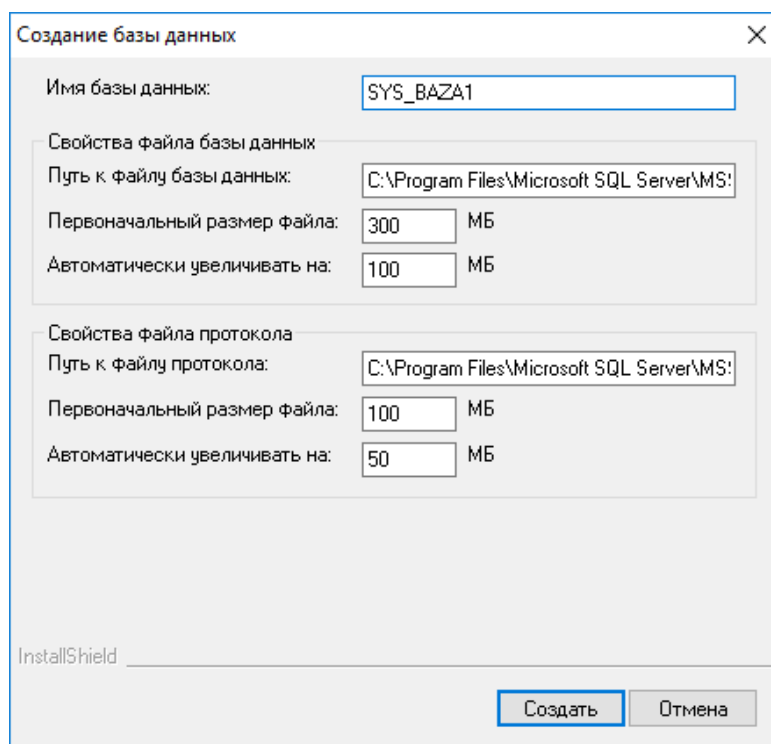 Создание базы данных
Имя базы данных: SYS_BAZA1
Свойства файла базы данных
Путь к файлу базы данных: C:\Program Files\Microsoft SQL Server\MS
Первоначальный размер файла: 300 МБ
Автоматически увеличивать на: 100 МБ
Свойства файла протокола
Путь к файлу протокола: C:\Program Files\Microsoft SQL Server\MS
Первоначальный размер файла: 100 МБ
Автоматически увеличивать на: 50 МБ
InstallShield
Создать Отмена